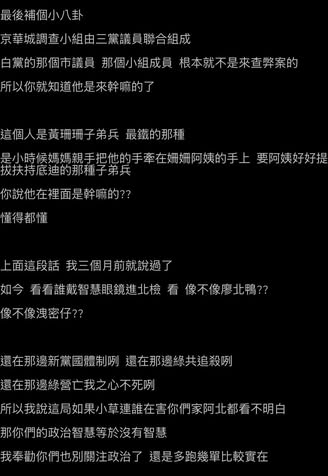 最後補個小八卦
京華城調查小組由三黨議員聯合組成
白黨的那個市議員 那個小組成員 根本就不是來查弊案的
所以你就知道他是來幹嘛的了
這個人是黃珊珊子弟兵 最鐵的那種
是小時候媽媽親手把他的手牽在姍姍阿姨的手上 要阿姨好好提
拔扶持底迪的那種子弟兵
你說他在裡面是幹嘛的??
懂得都懂
上面這段話 我三個月前就說過了
如今 看看誰戴智慧眼鏡進北檢 看 像不像廖北鴨??
像不像洩密仔??
還在那邊新黨國體制咧 還在那邊綠共追殺咧
還在那邊綠營亡我之心不死咧
所以我說這局如果小草連誰在害你們家阿北都看不明白
那你們的政治智慧等於沒有智慧
我奉勸你們也別關注政治了 還是多跑幾單比較實在